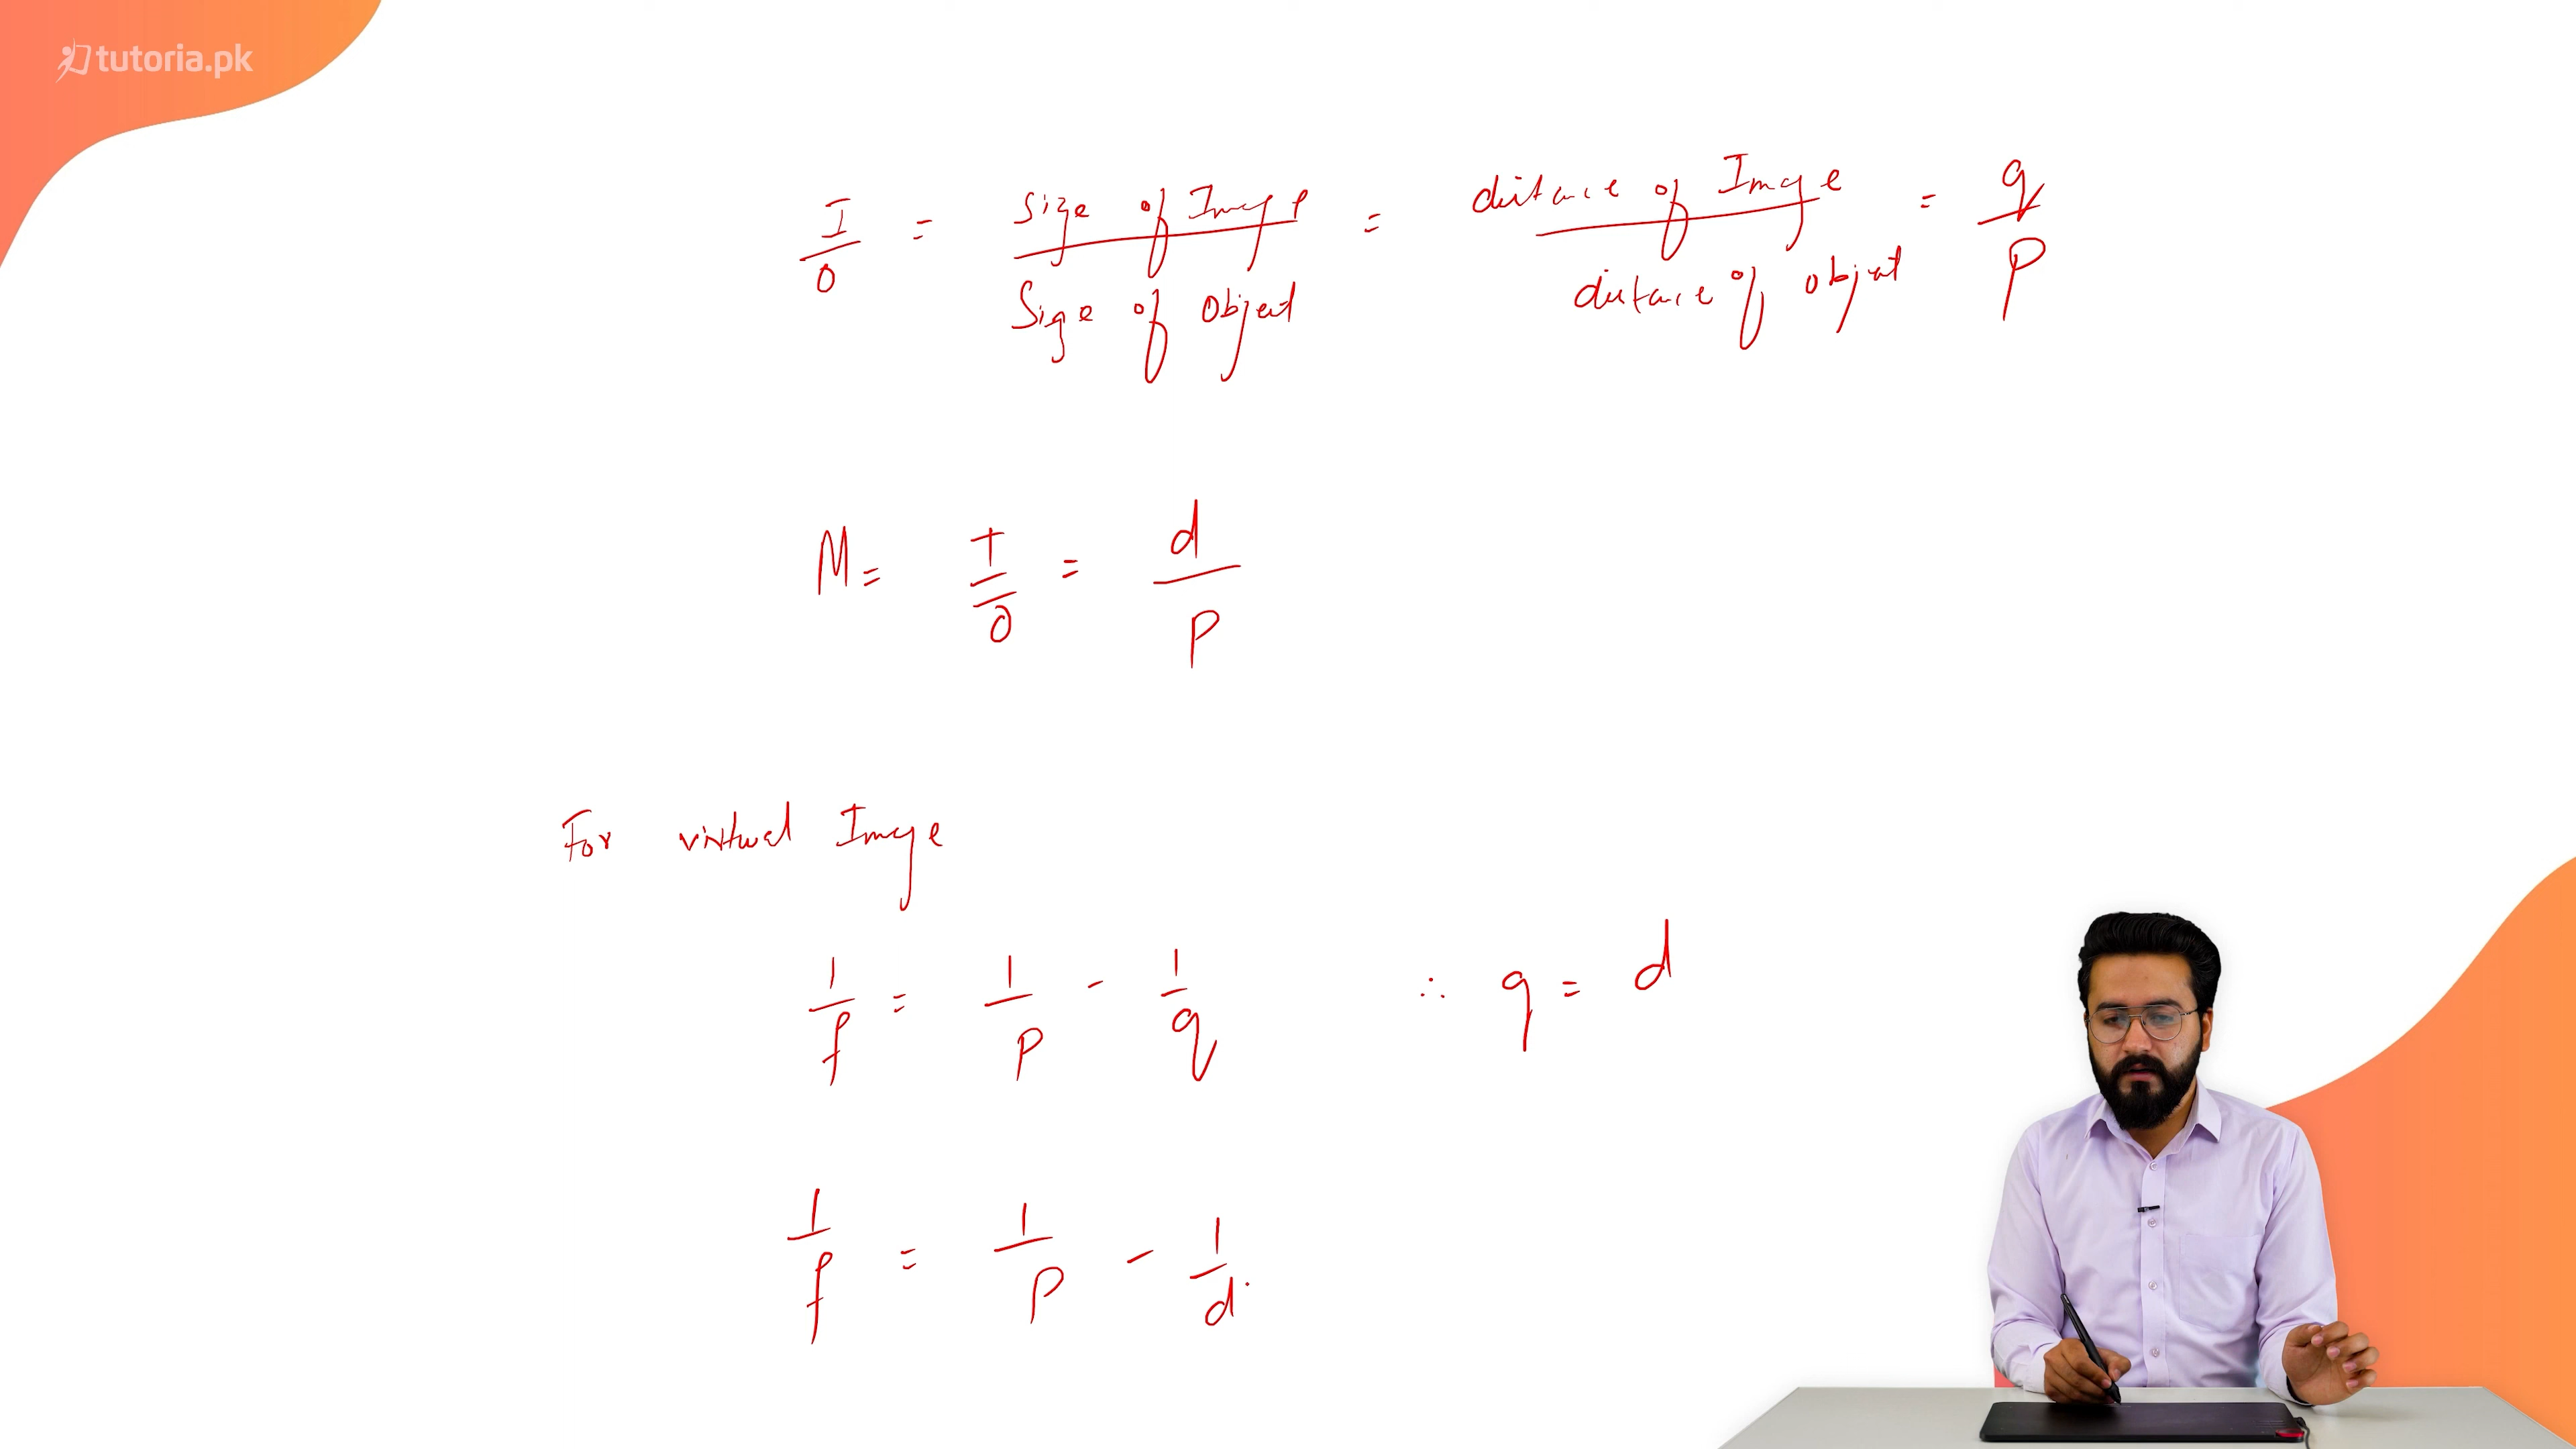 tutoria.pk
I/O = Size of Image / Size of Object = distance of Image / distance of object = q/P
M = I/O = d/P
For virtual Image
1/f = 1/P - 1/q ∴ q = d
1/f = 1/P - 1/d